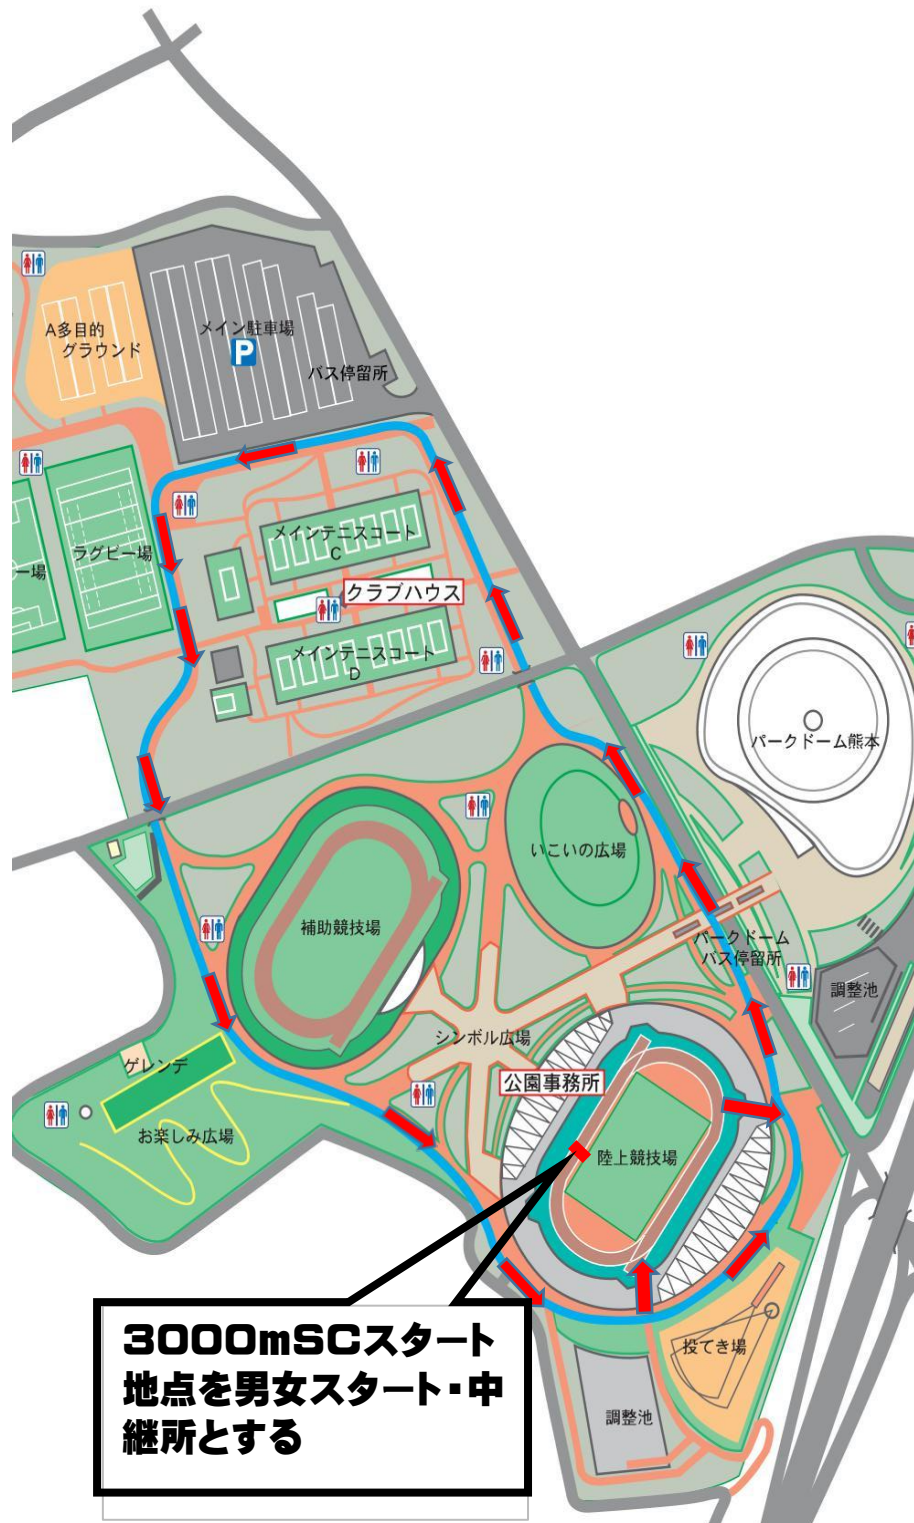 A多目的
グラウンド
メイン駐車場
P
バス停留所
ラグビー場
ー場
メインテニスコート
C
クラブハウス
メインテニスコート
D
パークドーム熊本
いこいの広場
補助競技場
パークドーム
バス停留所
調整池
シンボル広場
ゲレンデ
公園事務所
お楽しみ広場
陸上競技場
3000mSCスタート
地点を男女スタート・中
継所とする
投てき場
調整池